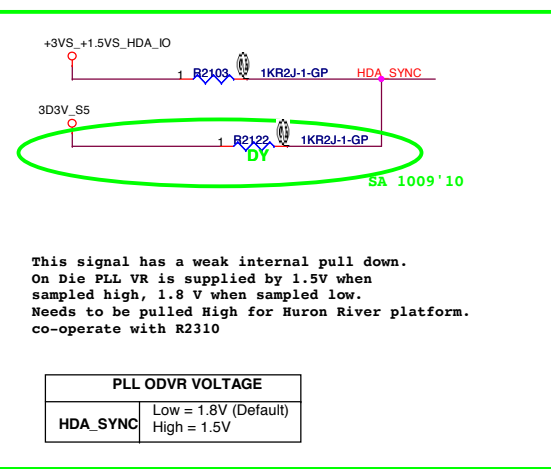 +3VS_+1.5VS_HDA_IO
1 R2103 1KR2J-1-GP HDA_SYNC
3D3V_S5
1 R2122 1KR2J-1-GP
DY
SA 1009'10
This signal has a weak internal pull down.
On Die PLL VR is supplied by 1.5V when
sampled high, 1.8 V when sampled low.
Needs to be pulled High for Huron River platform.
co-operate with R2310
PLL ODVR VOLTAGE
HDA_SYNC
Low = 1.8V (Default)
High = 1.5V